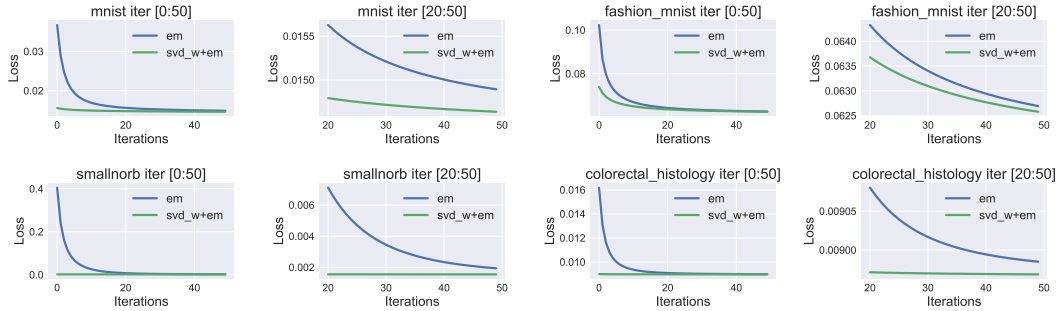 mnist iter [0:50]
Loss
0.03
0.02
em
svd_w+em
0
20
40
Iterations
mnist iter [20:50]
Loss
0.0155
0.0150
em
svd_w+em
20
30
40
50
Iterations
fashion_mnist iter [0:50]
Loss
0.10
0.08
em
svd_w+em
0
20
40
Iterations
fashion_mnist iter [20:50]
Loss
0.0640
0.0635
0.0630
0.0625
em
svd_w+em
20
30
40
50
Iterations
smallnorb iter [0:50]
Loss
0.4
0.2
0.0
em
svd_w+em
0
20
40
Iterations
smallnorb iter [20:50]
Loss
0.006
0.004
0.002
em
svd_w+em
20
30
40
50
Iterations
colorectal_histology iter [0:50]
Loss
0.016
0.014
0.012
0.010
em
svd_w+em
0
20
40
Iterations
colorectal_histology iter [20:50]
Loss
0.00905
0.00900
em
svd_w+em
20
30
40
50
Iterations